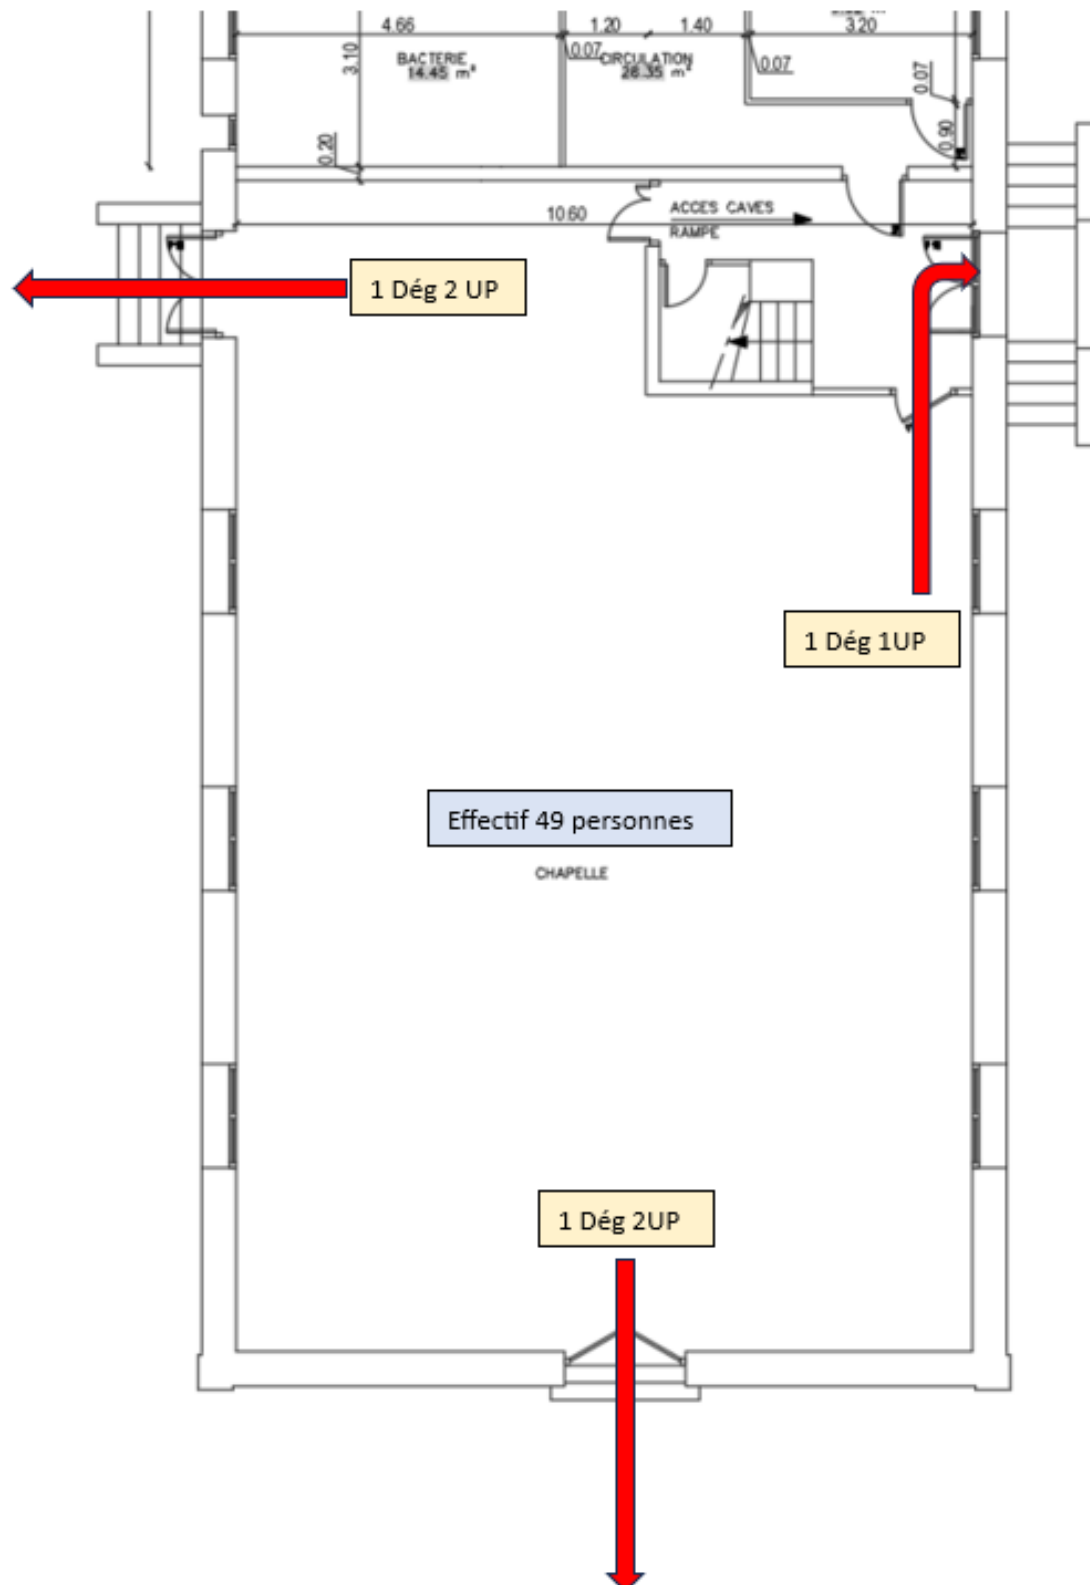 4.66
1.20
1.40
3.20
3.10
BACTERIE
14.45 m²
0.07
CIRCULATION
26.35 m²
0.07
0.07
0.90
0.20
10.60
ACCES CAVES
RAMPE
1 Dég 2 UP
1 Dég 1UP
Effectif 49 personnes
CHAPELLE
1 Dég 2UP